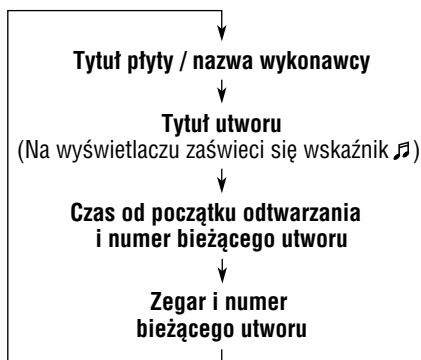 Tytuł płyty / nazwa wykonawcy
Tytuł utworu
(Na wyświetlaczu zaświeci się wskaźnik ♫)
Czas od początku odtwarzania
i numer bieżącego utworu
Zegar i numer
bieżącego utworu